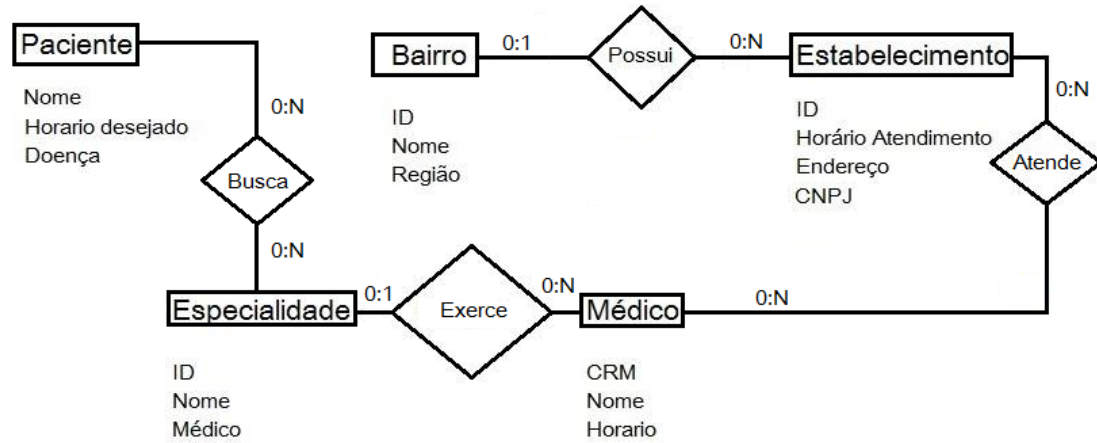 Paciente
Nome
Horario desejado
Doença
0:N
Busca
0:N
Bairro
ID
Nome
Região
0:1
Possui
0:N
Estabelecimento
ID
Horário Atendimento
Endereço
CNPJ
0:N
Atende
0:N
Especialidade
ID
Nome
Médico
0:1
Exerce
0:N
Médico
CRM
Nome
Horario